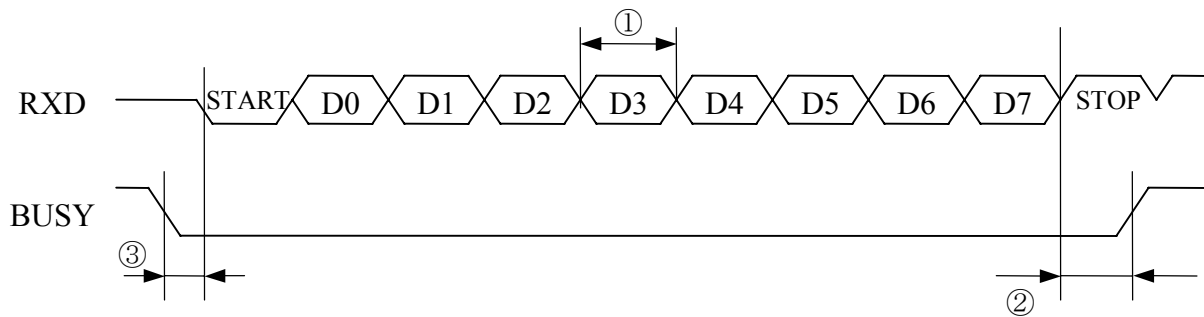 ①
RXD START D0 D1 D2 D3 D4 D5 D6 D7 STOP
BUSY
③
②